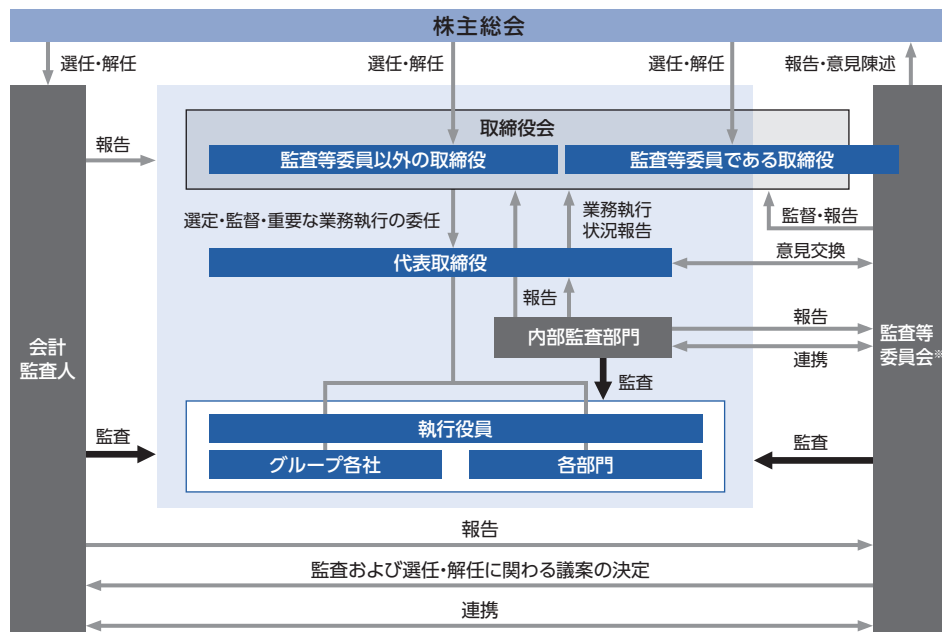 株主総会
選任・解任
選任・解任
選任・解任
報告・意見陳述
取締役会
報告
監査等委員以外の取締役
監査等委員である取締役
選定・監督・重要な業務執行の委任
業務執行
状況報告
監督・報告
代表取締役
意見交換
報告
内部監査部門
報告
連携
会計
監査人
監査等
委員会※
監査
執行役員
監査
監査
グループ各社
各部門
報告
監査および選任・解任に関わる議案の決定
連携